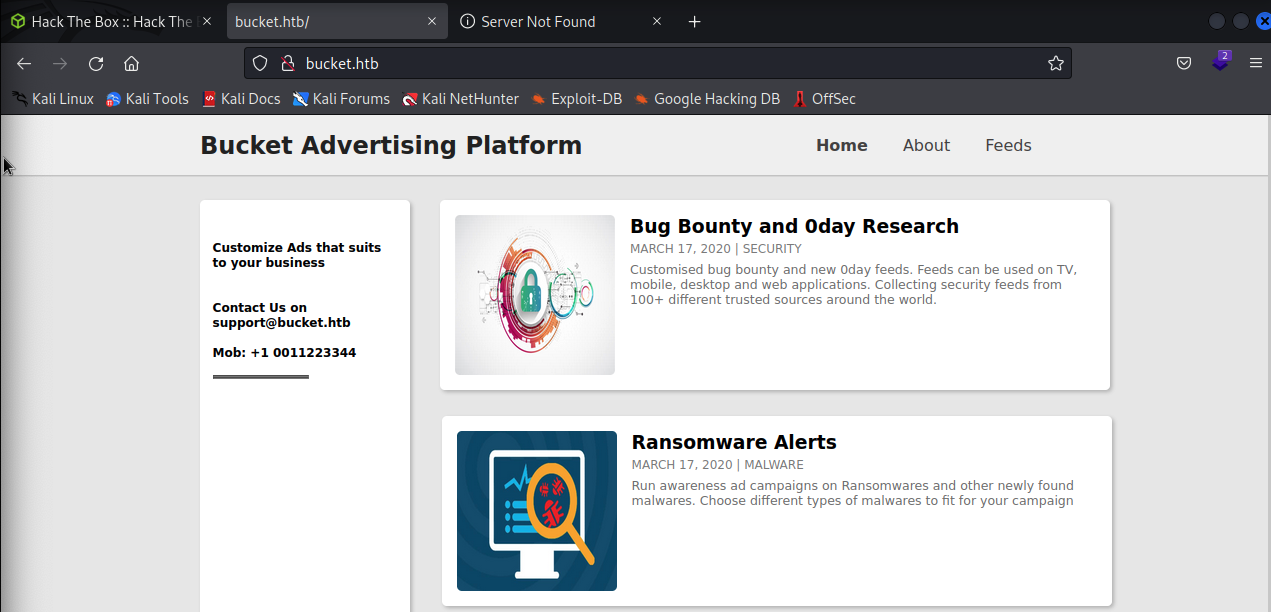 Hack The Box :: Hack The
bucket.htb/
Server Not Found
bucket.htb
2
Kali Linux
Kali Tools
Kali Docs
Kali Forums
Kali NetHunter
Exploit-DB
Google Hacking DB
OffSec
Bucket Advertising Platform
Home
About
Feeds
Customize Ads that suits
to your business
Contact Us on
support@bucket.htb
Mob: +1 0011223344
Bug Bounty and 0day Research
MARCH 17, 2020 | SECURITY
Customised bug bounty and new 0day feeds. Feeds can be used on TV,
mobile, desktop and web applications. Collecting security feeds from
100+ different trusted sources around the world.
Ransomware Alerts
MARCH 17, 2020 | MALWARE
Run awareness ad campaigns on Ransomwares and other newly found
malwares. Choose different types of malwares to fit for your campaign